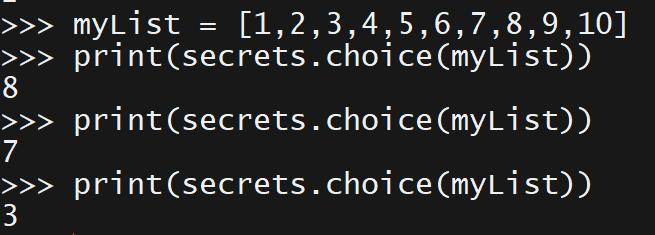 >>> myList = [1,2,3,4,5,6,7,8,9,10]
>>> print(secrets.choice(myList))
8
>>> print(secrets.choice(myList))
7
>>> print(secrets.choice(myList))
3